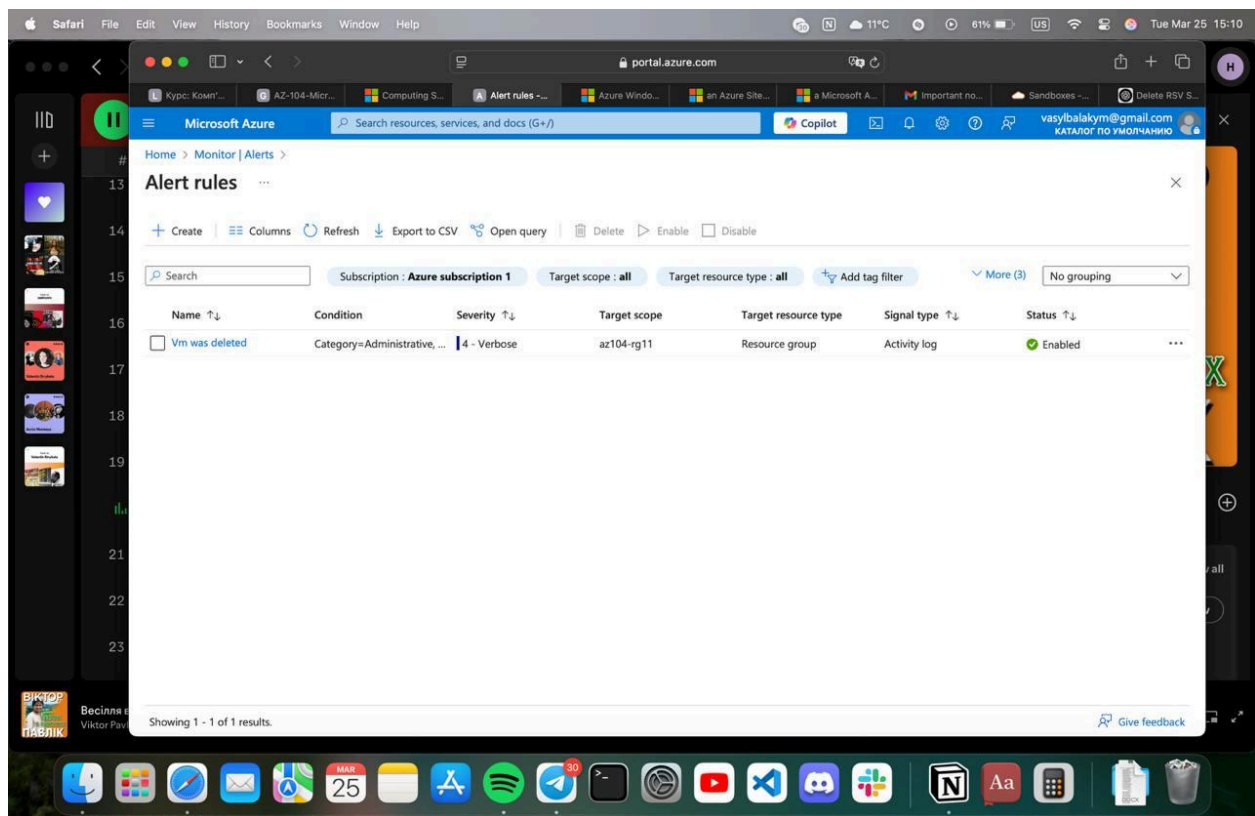 Safari File Edit View History Bookmarks Window Help 11°C 61% US Tue Mar 25 15:10
portal.azure.com
H
L Курс: Комп'... G AZ-104-Micr... Computing S... A Alert rules -... Azure Windo... an Azure Site... a Microsoft A... Important no... Sandboxes –... Delete RSV S...
Microsoft Azure Search resources, services, and docs (G+/) Copilot vasylbalakym@gmail.com
КАТАЛОГ ПО УМОЛЧАНИЮ
Home > Monitor | Alerts >
#
Alert rules ...
13
14
+ Create Columns Refresh Export to CSV Open query Delete Enable Disable
15
Search Subscription : Azure subscription 1 Target scope : all Target resource type : all Add tag filter More (3) No grouping
16
Name ↑↓ Condition Severity ↑↓ Target scope Target resource type Signal type ↑↓ Status ↑↓
Vm was deleted Category=Administrative, ... 4 - Verbose az104-rg11 Resource group Activity log Enabled ...
17
18
19
21
22
23
ВІКТОР
ПАВЛІК
Весілля в
Viktor Pavl
Showing 1 - 1 of 1 results. Give feedback
30
MAR
25
Aa
DOCX